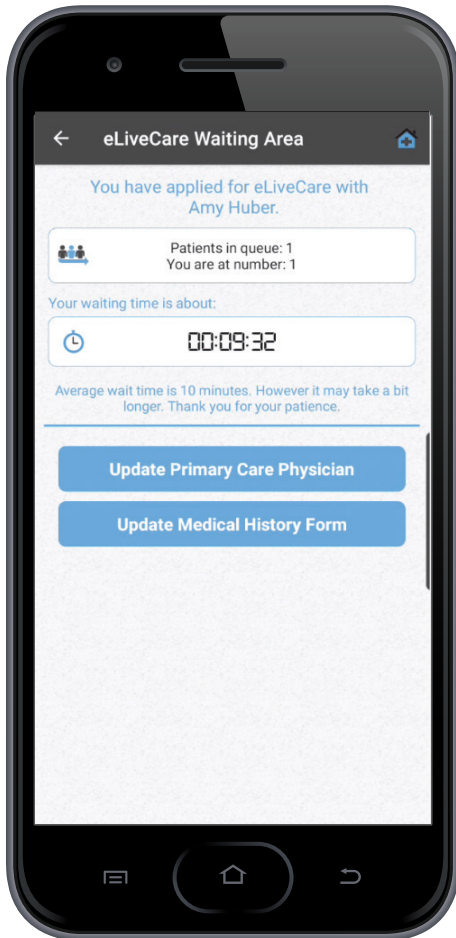 eLiveCare Waiting Area
You have applied for eLiveCare with
Amy Huber.
Patients in queue: 1
You are at number: 1
Your waiting time is about:
00:09:32
Average wait time is 10 minutes. However it may take a bit
longer. Thank you for your patience.
Update Primary Care Physician
Update Medical History Form